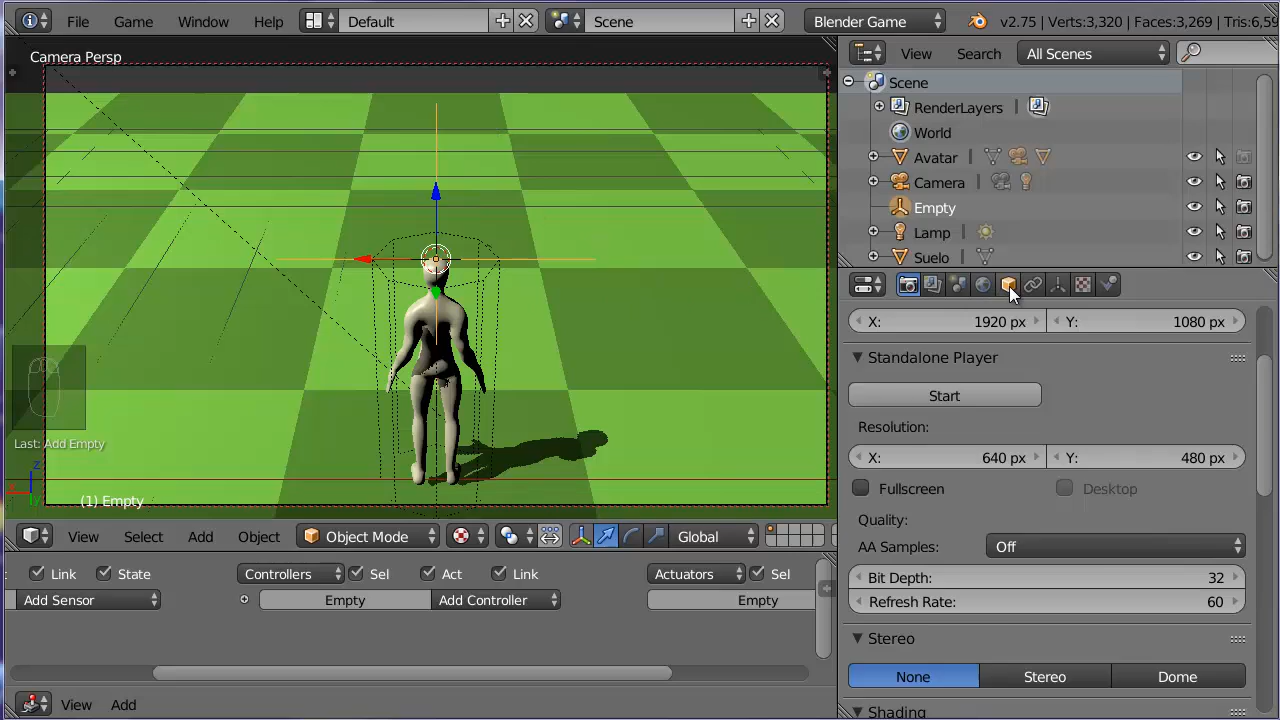 File Game Window Help Default Scene Blender Game v2.75 | Verts:3,320 | Faces:3,269 | Tris:6,59
Camera Persp
View Search All Scenes
Scene
RenderLayers |
World
Avatar |
Camera |
Empty
Lamp |
Suelo |
X: 1920 px Y: 1080 px
Standalone Player
Start
Resolution:
X: 640 px Y: 480 px
Fullscreen Desktop
Quality:
AA Samples: Off
Bit Depth: 32
Refresh Rate: 60
Stereo
None Stereo Dome
Shading
Last: Add Empty
z
x
y
(1) Empty
View Select Add Object Object Mode Global
Link State Controllers Sel Act Link Actuators Sel
Add Sensor Empty Add Controller Empty
View Add